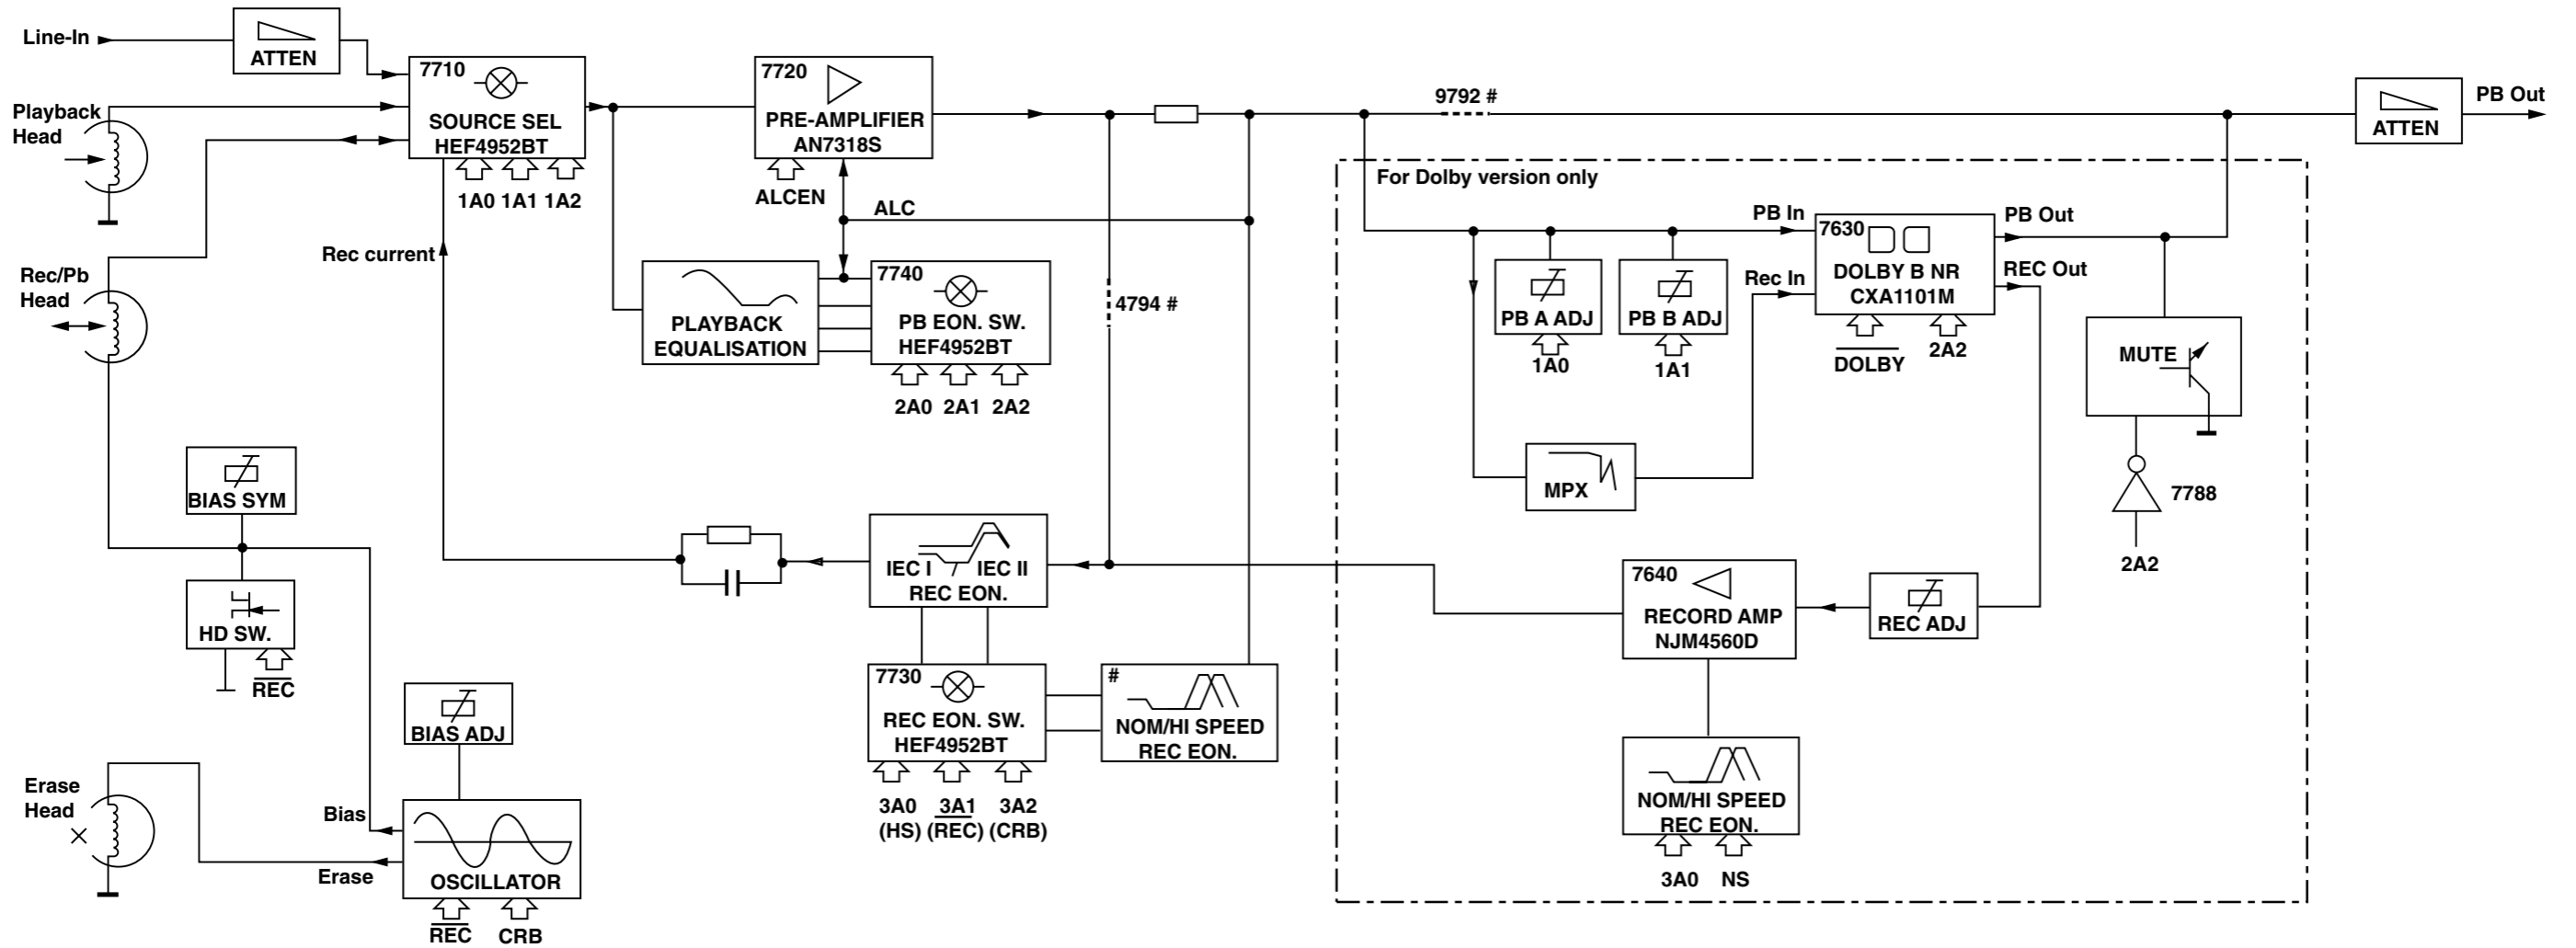 Line-In
ATTEN
7710
SOURCE SEL
HEF4952BT
1A0 1A1 1A2
7720
PRE-AMPLIFIER
AN7318S
ALCEN
ALC
9792 #
ATTEN
PB Out
Playback
Head
Rec/Pb
Head
Rec current
PLAYBACK
EQUALISATION
7740
PB EON. SW.
HEF4952BT
2A0 2A1 2A2
4794 #
For Dolby version only
PB In
Rec In
7630
DOLBY B NR
CXA1101M
PB Out
REC Out
DOLBY
2A2
PB A ADJ
1A0
PB B ADJ
1A1
MUTE
7788
2A2
MPX
BIAS SYM
HD SW.
REC
IEC I
IEC II
REC EON.
7730
REC EON. SW.
HEF4952BT
3A0 3A1 3A2
(HS) (REC) (CRB)
#
NOM/HI SPEED
REC EON.
7640
RECORD AMP
NJM4560D
REC ADJ
NOM/HI SPEED
REC EON.
3A0 NS
BIAS ADJ
Erase
Head
Bias
Erase
OSCILLATOR
REC CRB